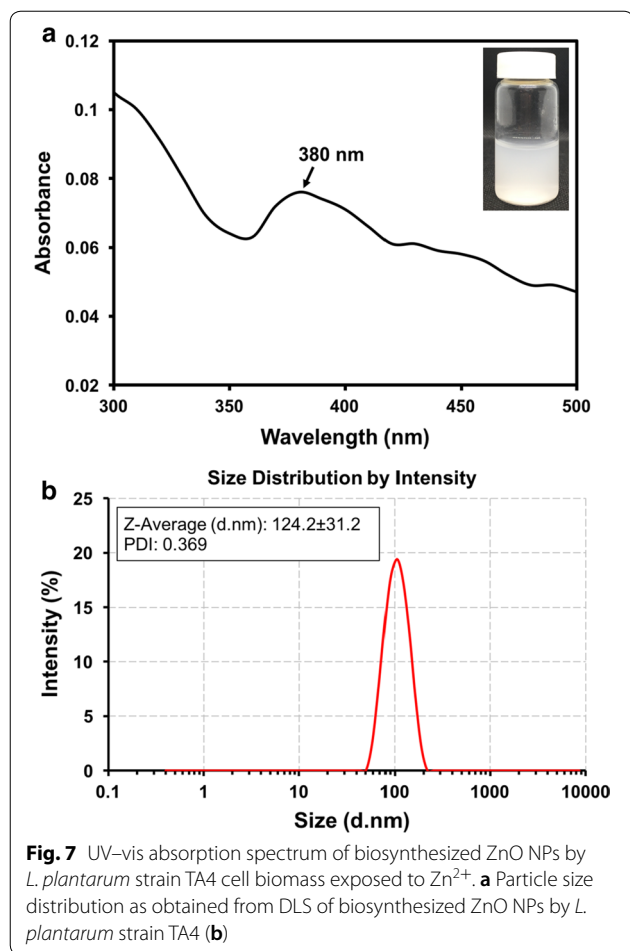 a
0.12
0.1
0.08
0.06
0.04
0.02
Absorbance
380 nm
300
350
400
450
500
Wavelength (nm)
Size Distribution by Intensity
b
25
20
15
10
5
0
Intensity (%)
Z-Average (d.nm): 124.2±31.2
PDI: 0.369
0.1
1
10
100
1000
10000
Size (d.nm)
Fig. 7 UV–vis absorption spectrum of biosynthesized ZnO NPs by
L. plantarum strain TA4 cell biomass exposed to Zn²⁺. a Particle size
distribution as obtained from DLS of biosynthesized ZnO NPs by L.
plantarum strain TA4 (b)